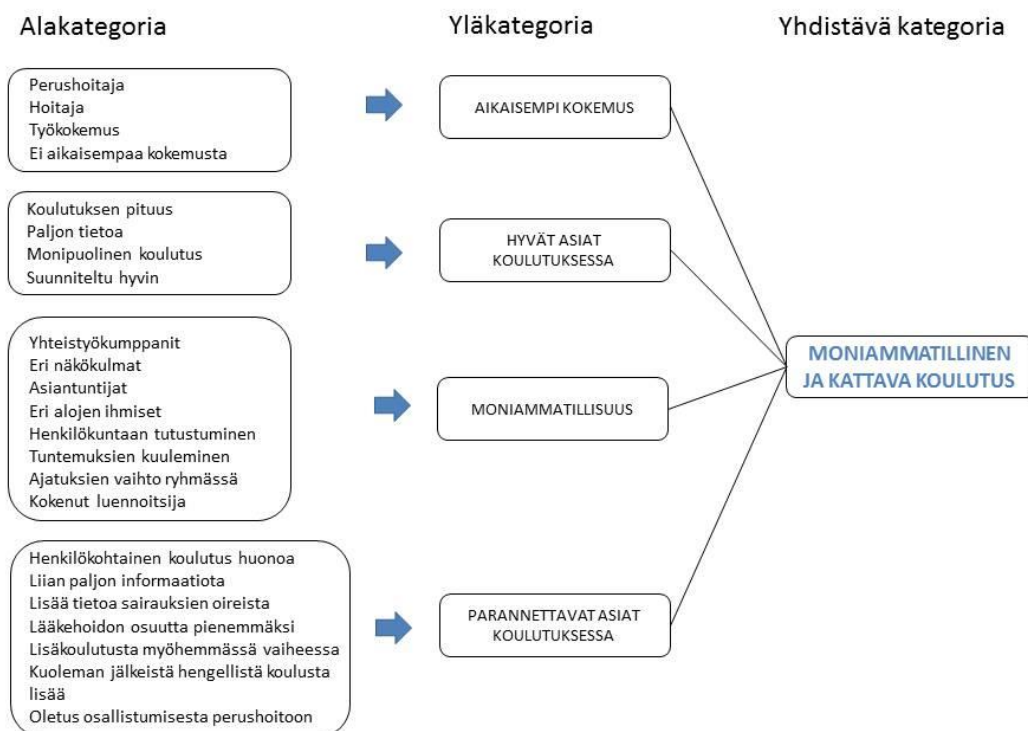 Alakategoria
Yläkategoria
Yhdistävä kategoria
Perushoitaja
Hoitaja
Työkokemus
Ei aikaisempaa kokemusta
AIKAISEMPI KOKEMUS
Koulutuksen pituus
Paljon tietoa
Monipuolinen koulutus
Suunniteltu hyvin
HYVÄT ASIAT
KOULUTUKSESSA
Yhteistyökumppanit
Eri näkökulmat
Asiantuntijat
Eri alojen ihmiset
Henkilökuntaan tutustuminen
Tuntemuksien kuuleminen
Ajatuksien vaihto ryhmässä
Kokenut luennoitsija
MONIAMMATILLISUUS
MONIAMMATILLINEN
JA KATTAVA KOULUTUS
Henkilökohtainen koulutus huonoa
Liian paljon informaatiota
Lisää tietoa sairauksien oireista
Lääkehoidon osuutta pienemmäksi
Lisäkoulutusta myöhemmässä vaiheessa
Kuoleman jälkeistä hengellistä koulusta
lisää
Oletus osallistumisesta perushoitoon
PARANNETTAVAT ASIAT
KOULUTUKSESSA